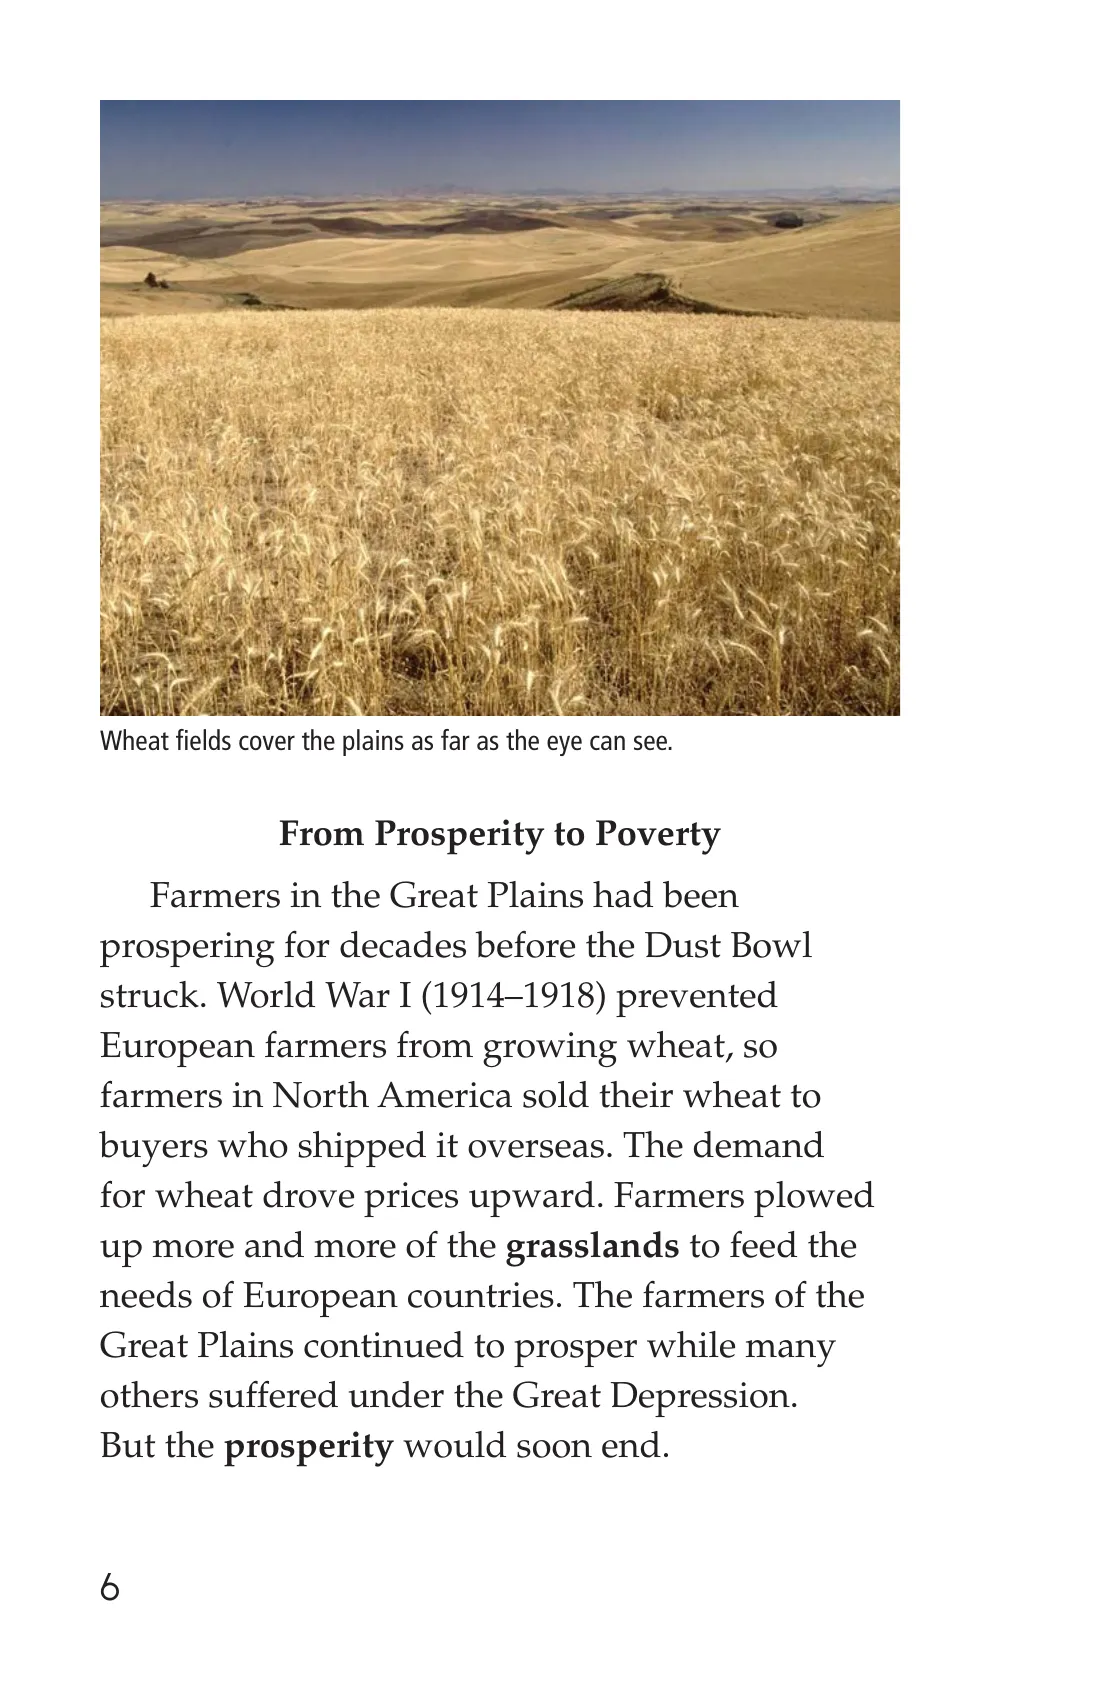 Wheat fields cover the plains as far as the eye can see.
From Prosperity to Poverty
Farmers in the Great Plains had been
prospering for decades before the Dust Bowl
struck. World War I (1914–1918) prevented
European farmers from growing wheat, so
farmers in North America sold their wheat to
buyers who shipped it overseas. The demand
for wheat drove prices upward. Farmers plowed
up more and more of the grasslands to feed the
needs of European countries. The farmers of the
Great Plains continued to prosper while many
others suffered under the Great Depression.
But the prosperity would soon end.
6